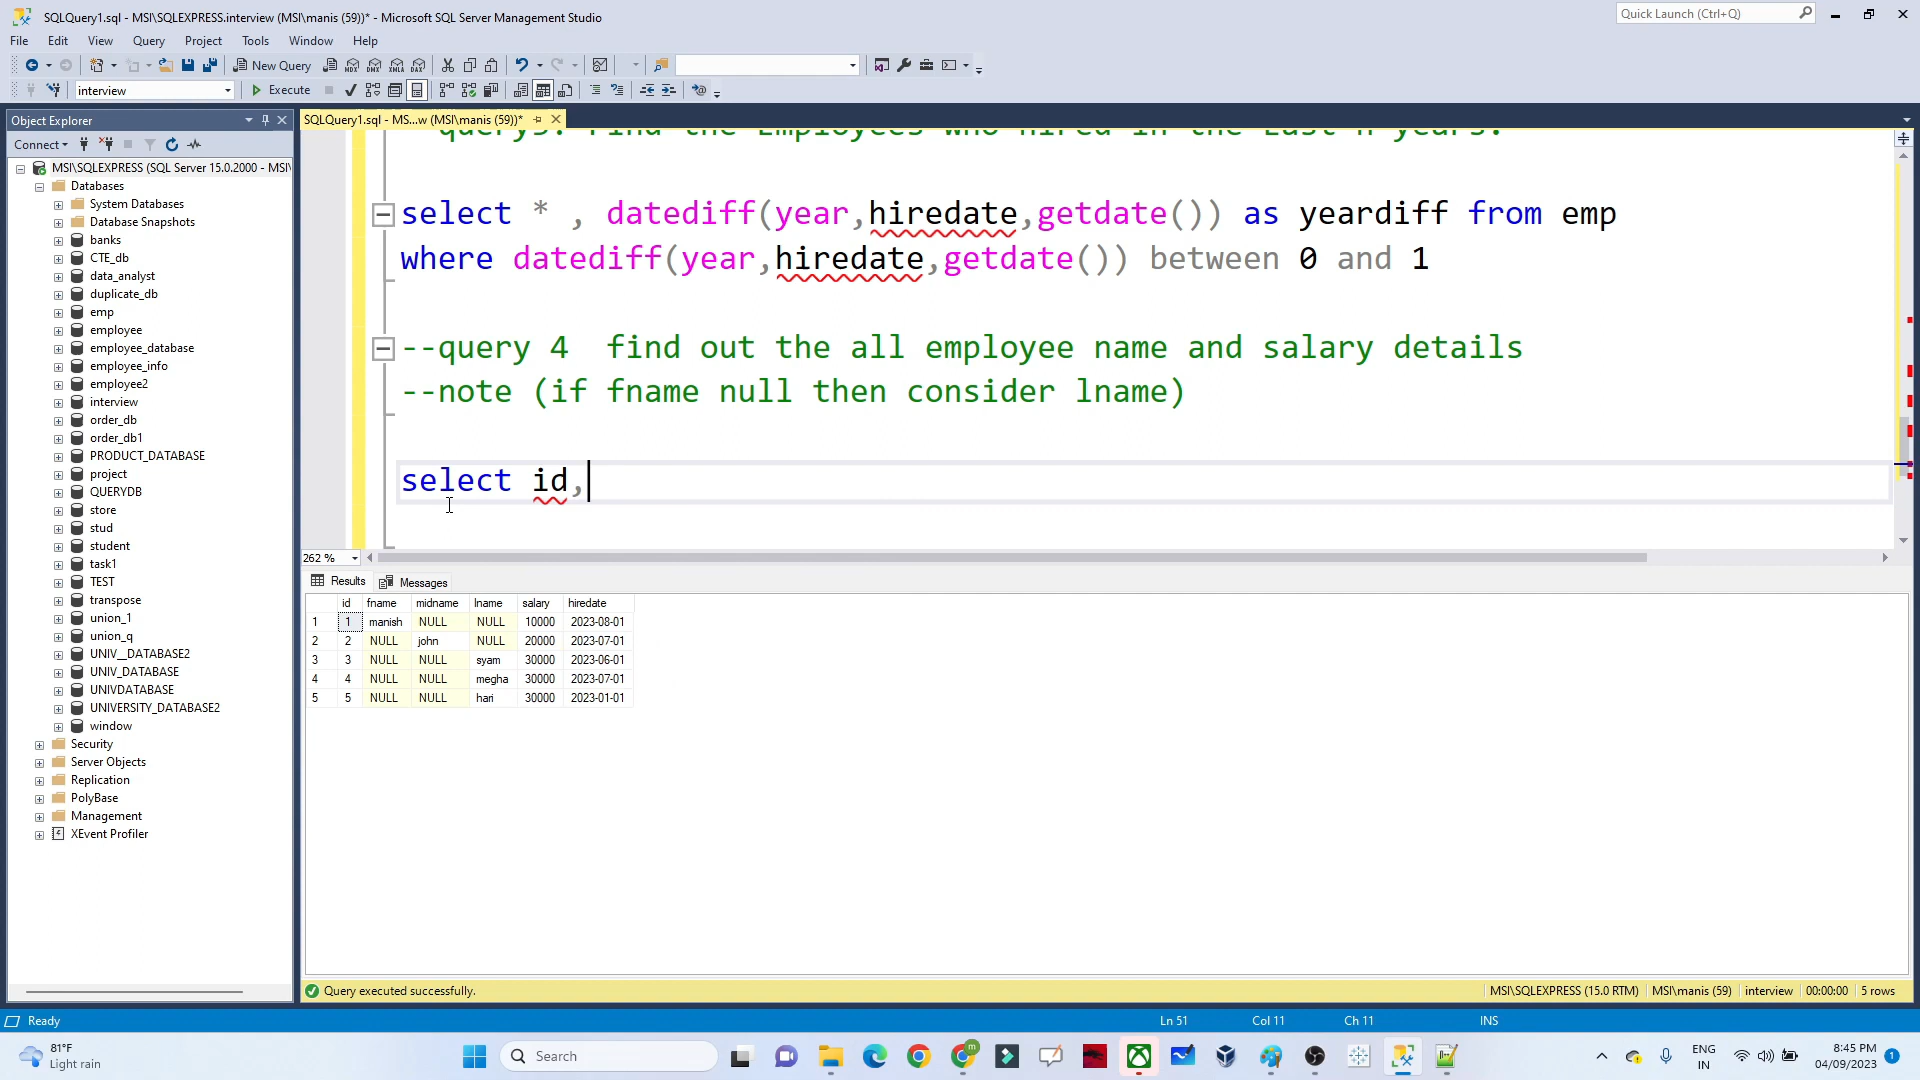 SQLQuery1.sql - MSI\SQLEXPRESS.interview (MSI\manis (59))* - Microsoft SQL Server Management Studio
Quick Launch (Ctrl+Q)
File Edit View Query Project Tools Window Help
New Query
MDX DMX XMLA DAX
interview
Execute
Object Explorer
SQLQuery1.sql - MS...w (MSI\manis (59))*
Connect
MSI\SQLEXPRESS (SQL Server 15.0.2000 - MSI\
Databases
System Databases
Database Snapshots
banks
CTE_db
data_analyst
duplicate_db
emp
employee
employee_database
employee_info
employee2
interview
order_db
order_db1
PRODUCT_DATABASE
project
QUERYDB
store
stud
student
task1
TEST
transpose
union_1
union_q
UNIV__DATABASE2
UNIV_DATABASE
UNIVDATABASE
UNIVERSITY_DATABASE2
window
Security
Server Objects
Replication
PolyBase
Management
XEvent Profiler
select * , datediff(year,hiredate,getdate()) as yeardiff from emp
where datediff(year,hiredate,getdate()) between 0 and 1
--query 4  find out the all employee name and salary details
--note (if fname null then consider lname)
select id,
262 %
Results Messages
id fname midname lname salary hiredate
1 1 manish NULL NULL 10000 2023-08-01
2 2 NULL john NULL 20000 2023-07-01
3 3 NULL NULL syam 30000 2023-06-01
4 4 NULL NULL megha 30000 2023-07-01
5 5 NULL NULL hari 30000 2023-01-01
Query executed successfully.
MSI\SQLEXPRESS (15.0 RTM) MSI\manis (59) interview 00:00:00 5 rows
Ready
Ln 51 Col 11 Ch 11 INS
81°F
Light rain
Search
m
ENG
IN
8:45 PM
04/09/2023
1